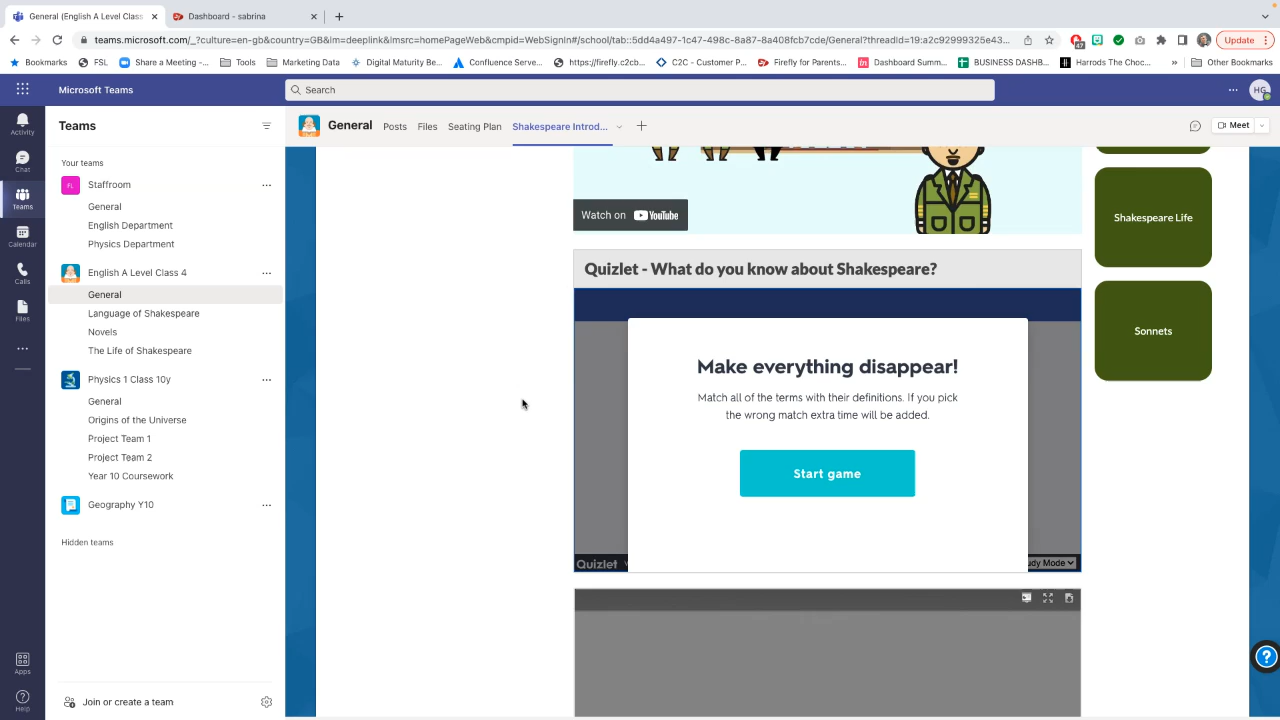 General (English A Level Class
Dashboard - sabrina
teams.microsoft.com/_?culture=en-gb&country=GB&lm=deeplink&lmsrc=homePageWeb&cmpid=WebSignIn#/school/tab::5dd4a497-1c47-498c-8a87-8a408fcb7cde/General?threadId=19:a2c92999325e43...
47
Update
Bookmarks
FSL
Share a Meeting -...
Tools
Marketing Data
Digital Maturity Be...
Confluence Serve...
https://firefly.c2cb...
C2C - Customer P...
Firefly for Parents...
Dashboard Summ...
BUSINESS DASHB...
Harrods The Choc...
»
Other Bookmarks
Microsoft Teams
Search
HG
Activity
Chat
Teams
Calendar
Calls
Files
Apps
Help
Teams
Your teams
FL
Staffroom
General
English Department
Physics Department
English A Level Class 4
General
Language of Shakespeare
Novels
The Life of Shakespeare
Physics 1 Class 10y
General
Origins of the Universe
Project Team 1
Project Team 2
Year 10 Coursework
Geography Y10
Hidden teams
Join or create a team
General
Posts
Files
Seating Plan
Shakespeare Introd...
Meet
Watch on YouTube
Shakespeare Life
Sonnets
Quizlet - What do you know about Shakespeare?
Make everything disappear!
Match all of the terms with their definitions. If you pick
the wrong match extra time will be added.
Start game
Quizlet
udy Mode
?